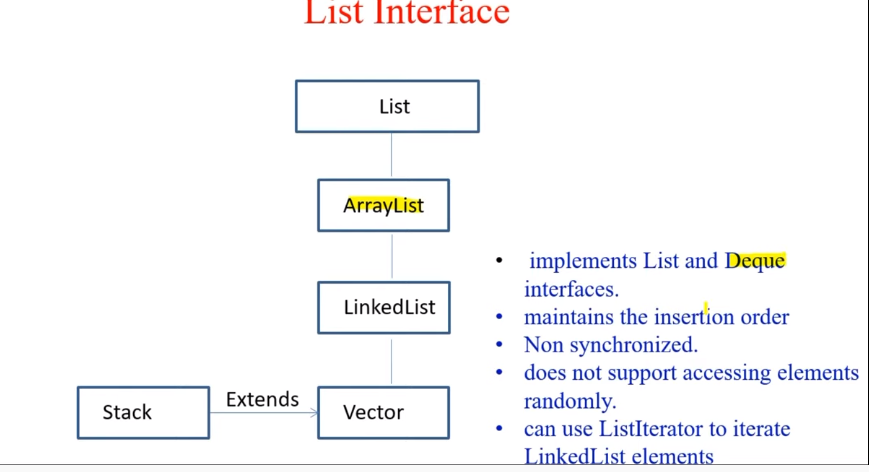 List Interface
List
ArrayList
LinkedList
Stack
Extends
Vector
• implements List and Deque
interfaces.
• maintains the insertion order
• Non synchronized.
• does not support accessing elements
randomly.
• can use ListIterator to iterate
LinkedList elements